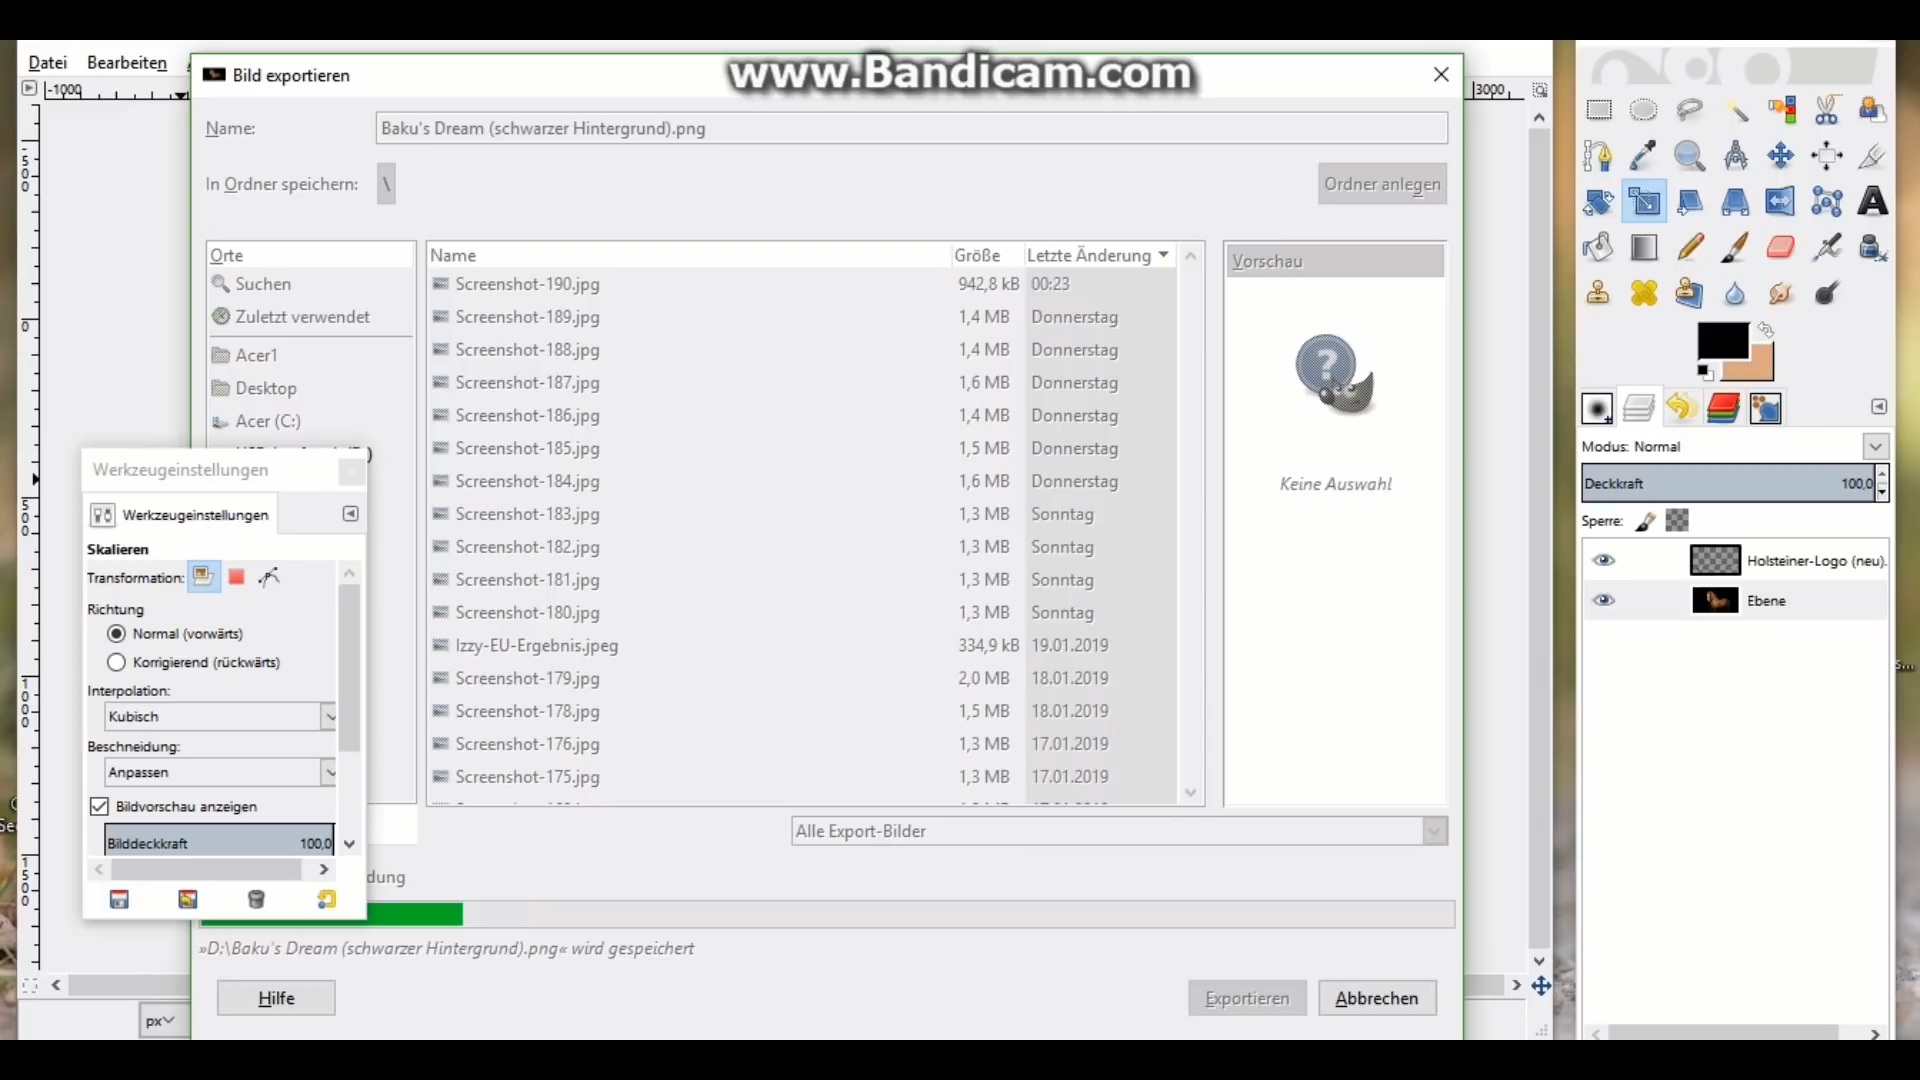 www.Bandicam.com
Datei Bearbeiten
Bild exportieren
-1000
3000
Name: Baku's Dream (schwarzer Hintergrund).png
In Ordner speichern: \ Ordner anlegen
Orte
Suchen
Zuletzt verwendet
Acer1
Desktop
Acer (C:)
Name Größe Letzte Änderung
Screenshot-190.jpg 942,8 kB 00:23
Screenshot-189.jpg 1,4 MB Donnerstag
Screenshot-188.jpg 1,4 MB Donnerstag
Screenshot-187.jpg 1,6 MB Donnerstag
Screenshot-186.jpg 1,4 MB Donnerstag
Screenshot-185.jpg 1,5 MB Donnerstag
Screenshot-184.jpg 1,6 MB Donnerstag
Screenshot-183.jpg 1,3 MB Sonntag
Screenshot-182.jpg 1,3 MB Sonntag
Screenshot-181.jpg 1,3 MB Sonntag
Screenshot-180.jpg 1,3 MB Sonntag
Izzy-EU-Ergebnis.jpeg 334,9 kB 19.01.2019
Screenshot-179.jpg 2,0 MB 18.01.2019
Screenshot-178.jpg 1,5 MB 18.01.2019
Screenshot-176.jpg 1,3 MB 17.01.2019
Screenshot-175.jpg 1,3 MB 17.01.2019
Vorschau
Keine Auswahl
Alle Export-Bilder
dung
»D:\Baku's Dream (schwarzer Hintergrund).png« wird gespeichert
Hilfe
Exportieren
Abbrechen
px
Werkzeugeinstellungen
Werkzeugeinstellungen
Skalieren
Transformation:
Richtung
Normal (vorwärts)
Korrigierend (rückwärts)
Interpolation:
Kubisch
Beschneidung:
Anpassen
Bildvorschau anzeigen
Bilddeckkraft 100,0
-500
0
500
1000
1500
Modus: Normal
Deckkraft 100,0
Sperre:
Holsteiner-Logo (neu).
Ebene